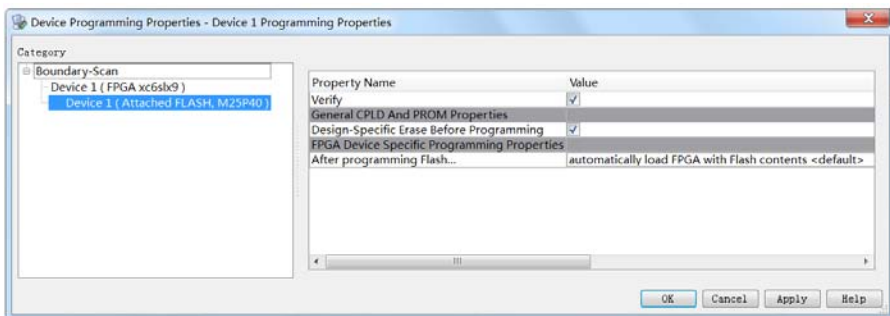 Device Programming Properties - Device 1 Programming Properties
Category
Boundary-Scan
Device 1 ( FPGA xc6slx9 )
Device 1 ( Attached FLASH, M25P40 )
Property Name Value
Verify
General CPLD And PROM Properties
Design-Specific Erase Before Programming
FPGA Device Specific Programming Properties
After programming Flash... automatically load FPGA with Flash contents <default>
OK Cancel Apply Help